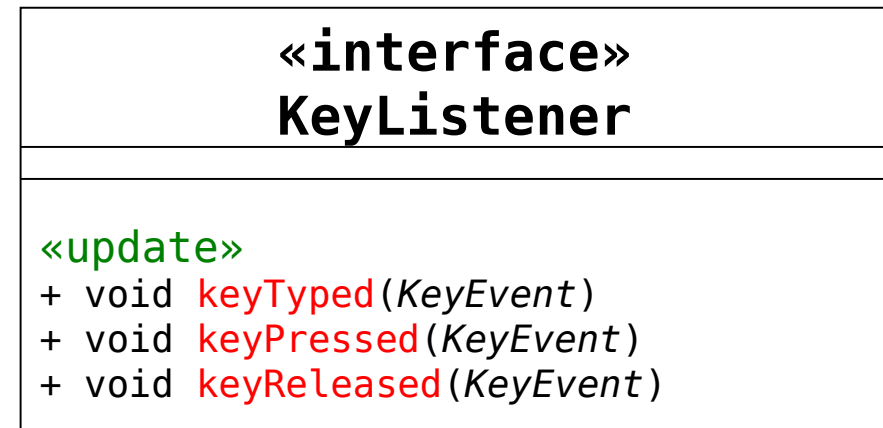 «interface»
KeyListener
«update»
+ void keyTyped(KeyEvent)
+ void keyPressed(KeyEvent)
+ void keyReleased(KeyEvent)